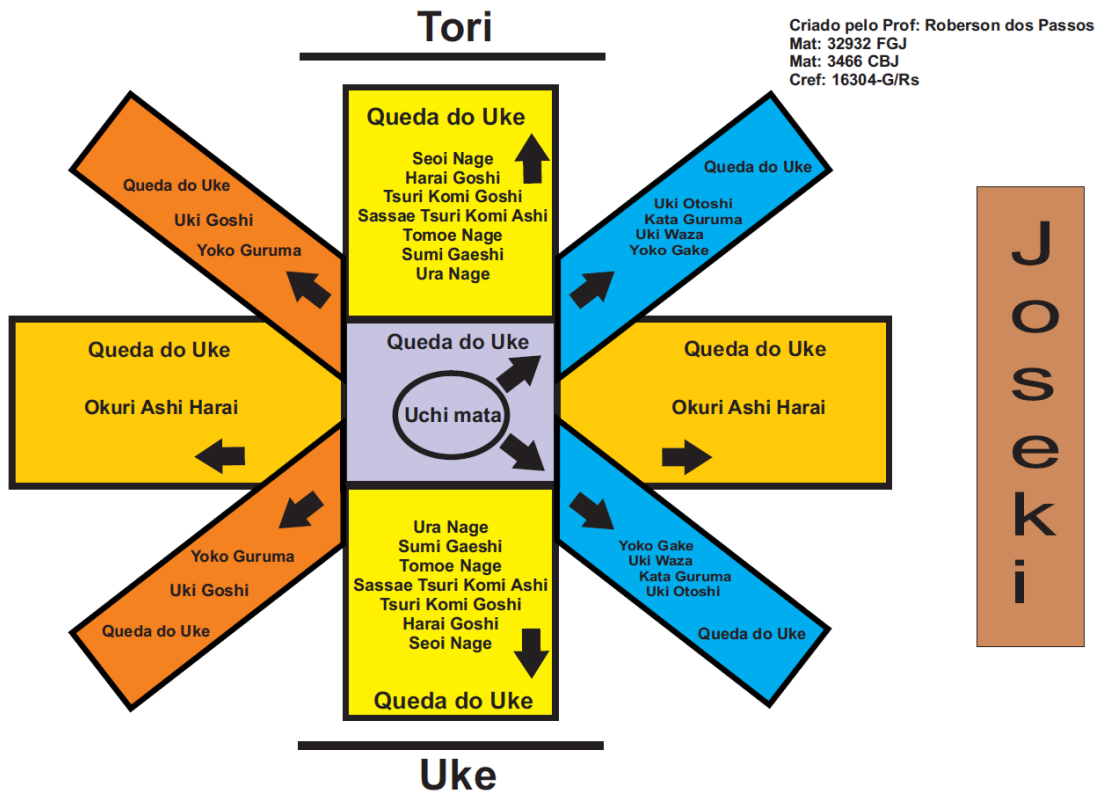 Tori
Criado pelo Prof: Roberson dos Passos
Mat: 32932 FGJ
Mat: 3466 CBJ
Cref: 16304-G/Rs
Queda do Uke
Seoi Nage
Harai Goshi
Tsuri Komi Goshi
Sassae Tsuri Komi Ashi
Tomoe Nage
Sumi Gaeshi
Ura Nage
Queda do Uke
Uki Goshi
Yoko Guruma
Queda do Uke
Uki Otoshi
Kata Guruma
Uki Waza
Yoko Gake
Queda do Uke
Okuri Ashi Harai
Queda do Uke
Uchi mata
Queda do Uke
Okuri Ashi Harai
Yoko Guruma
Uki Goshi
Queda do Uke
Ura Nage
Sumi Gaeshi
Tomoe Nage
Sassae Tsuri Komi Ashi
Tsuri Komi Goshi
Harai Goshi
Seoi Nage
Queda do Uke
Yoko Gake
Uki Waza
Kata Guruma
Uki Otoshi
Queda do Uke
Uke
Joseki